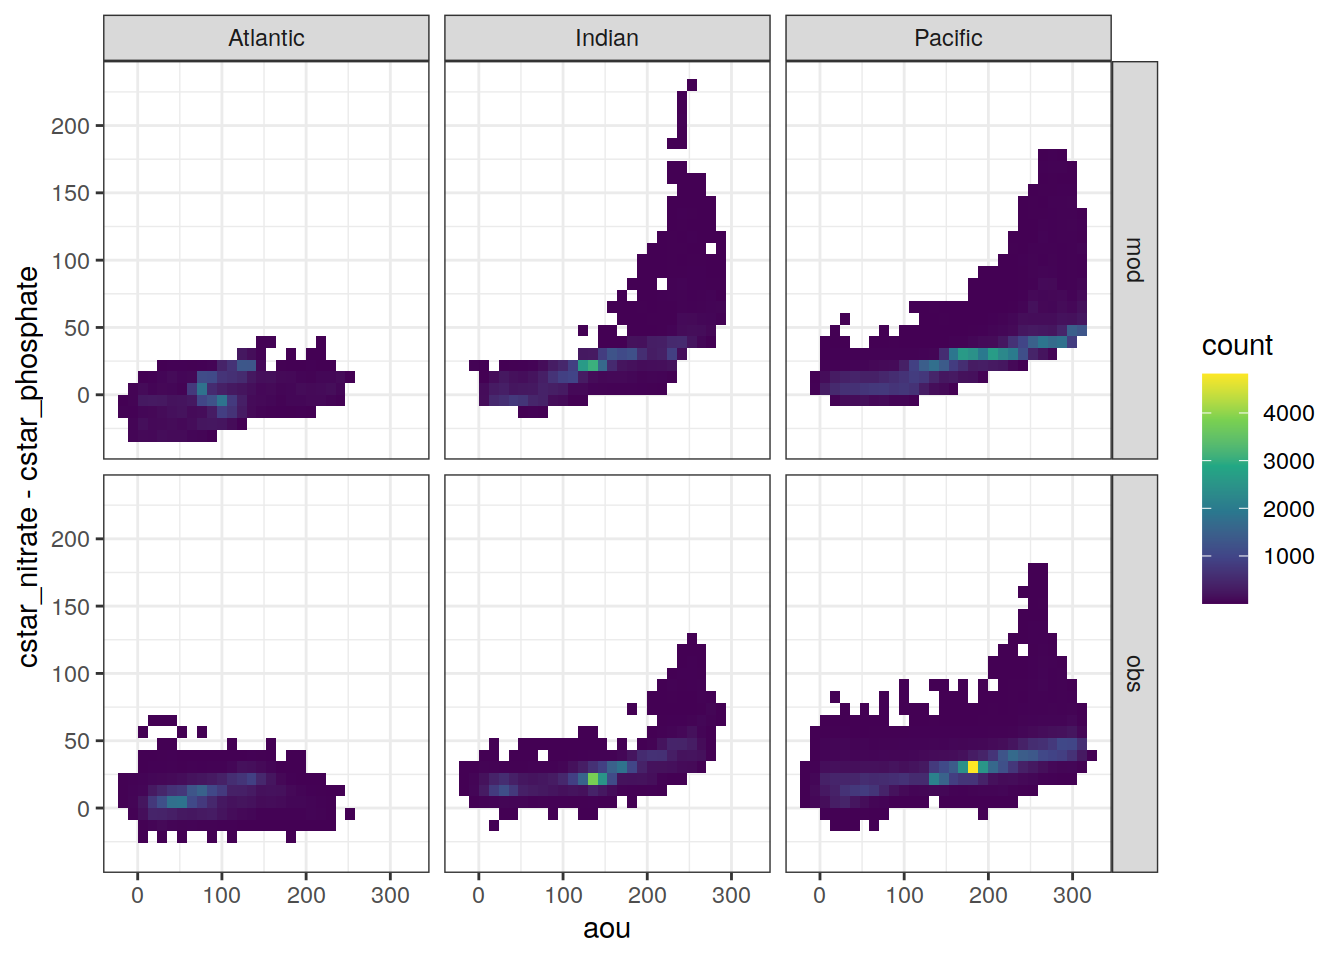 Atlantic Indian Pacific
200
150
100
50
0
mod
200
150
100
50
0
obs
0 100 200 300 0 100 200 300 0 100 200 300
aou
cstar_nitrate - cstar_phosphate
count
4000
3000
2000
1000